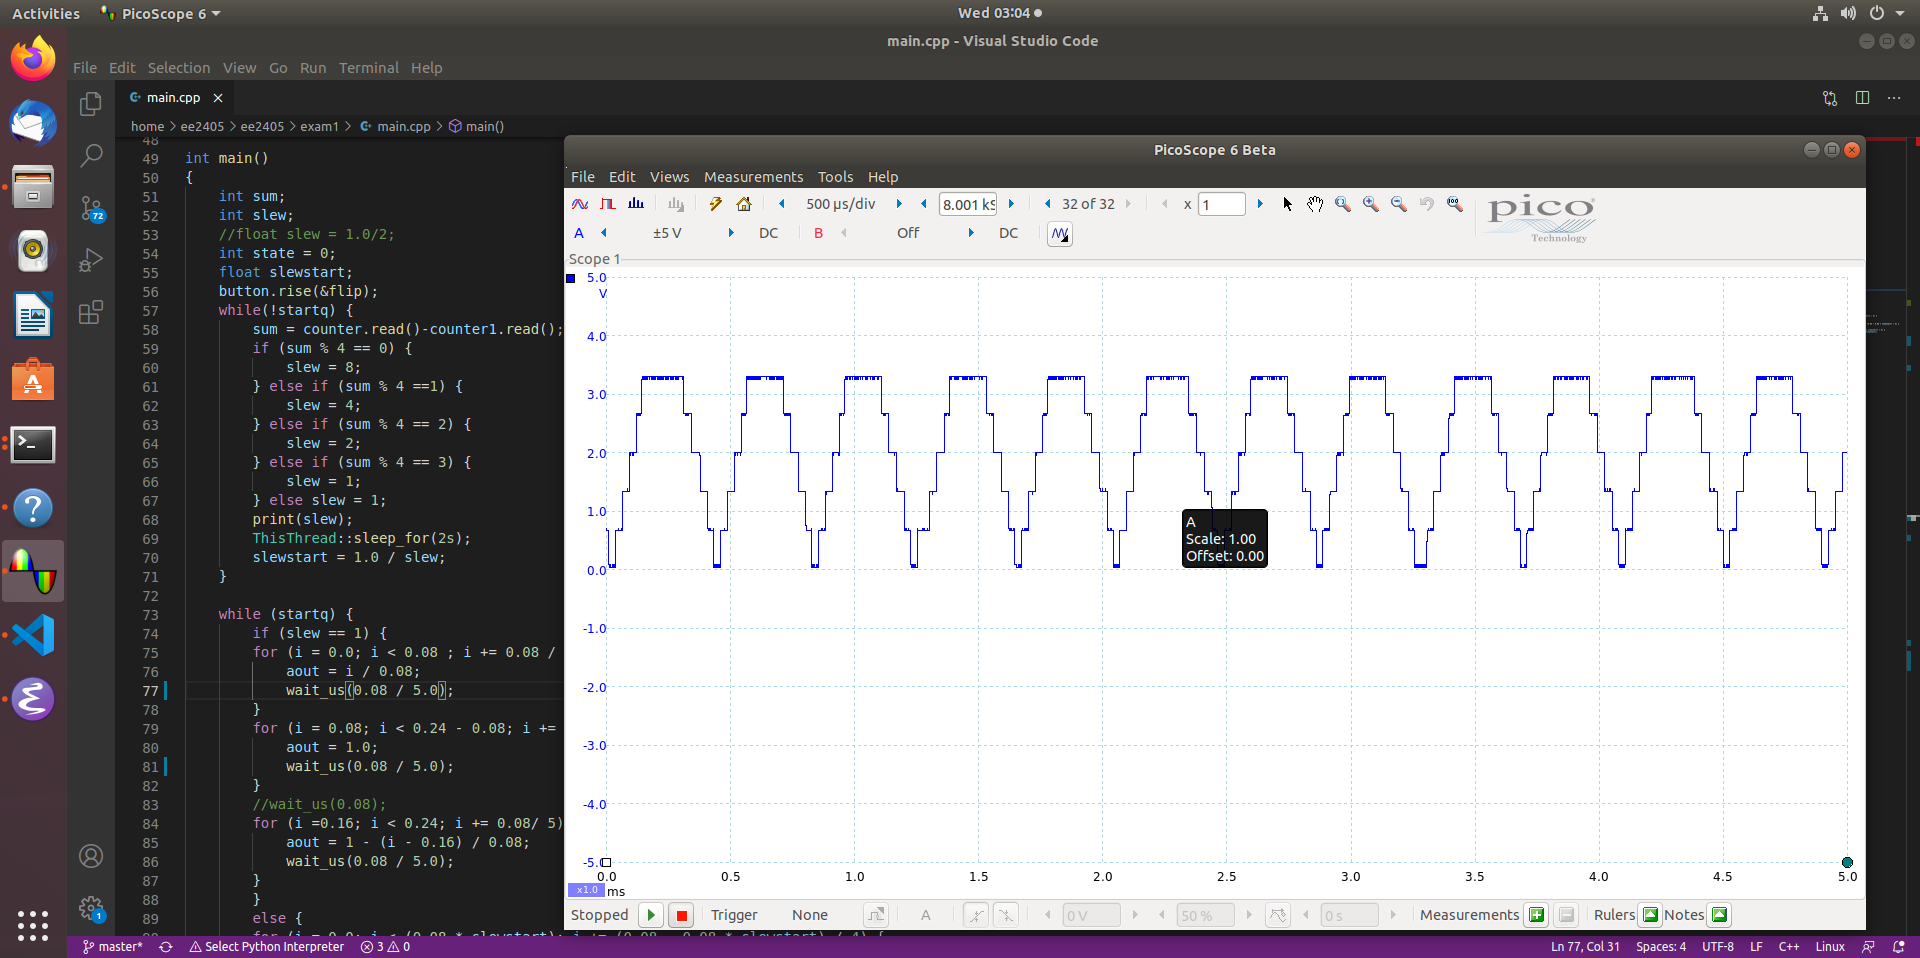 Activities PicoScope 6 Wed 03:04
main.cpp - Visual Studio Code
File Edit Selection View Go Run Terminal Help
main.cpp
home > ee2405 > ee2405 > exam1 > main.cpp > main()
48
49 int main()
50 {
51 int sum;
52 int slew;
53 //float slew = 1.0/2;
54 int state = 0;
55 float slewstart;
56 button.rise(&flip);
57 while(!startq) {
58 sum = counter.read()-counter1.read();
59 if (sum % 4 == 0) {
60 slew = 8;
61 } else if (sum % 4 ==1) {
62 slew = 4;
63 } else if (sum % 4 == 2) {
64 slew = 2;
65 } else if (sum % 4 == 3) {
66 slew = 1;
67 } else slew = 1;
68 print(slew);
69 ThisThread::sleep_for(2s);
70 slewstart = 1.0 / slew;
71 }
72
73 while (startq) {
74 if (slew == 1) {
75 for (i = 0.0; i < 0.08 ; i += 0.08 /
76 aout = i / 0.08;
77 wait_us(0.08 / 5.0);
78 }
79 for (i = 0.08; i < 0.24 - 0.08; i +=
80 aout = 1.0;
81 wait_us(0.08 / 5.0);
82 }
83 //wait_us(0.08);
84 for (i =0.16; i < 0.24; i += 0.08/ 5)
85 aout = 1 - (i - 0.16) / 0.08;
86 wait_us(0.08 / 5.0);
87 }
88 }
89 else {
72
1
PicoScope 6 Beta
File Edit Views Measurements Tools Help
500 µs/div 8.001 kS 32 of 32 x 1
pico
Technology
A ±5 V DC B Off DC
Scope 1
5.0
V
4.0
3.0
2.0
1.0
0.0
-1.0
-2.0
-3.0
-4.0
-5.0
A
Scale: 1.00
Offset: 0.00
0.0 0.5 1.0 1.5 2.0 2.5 3.0 3.5 4.0 4.5 5.0
x1.0 ms
Stopped Trigger None A 0 V 50 % 0 s Measurements Rulers Notes
master* Select Python Interpreter 3 0 Ln 77, Col 31 Spaces: 4 UTF-8 LF C++ Linux